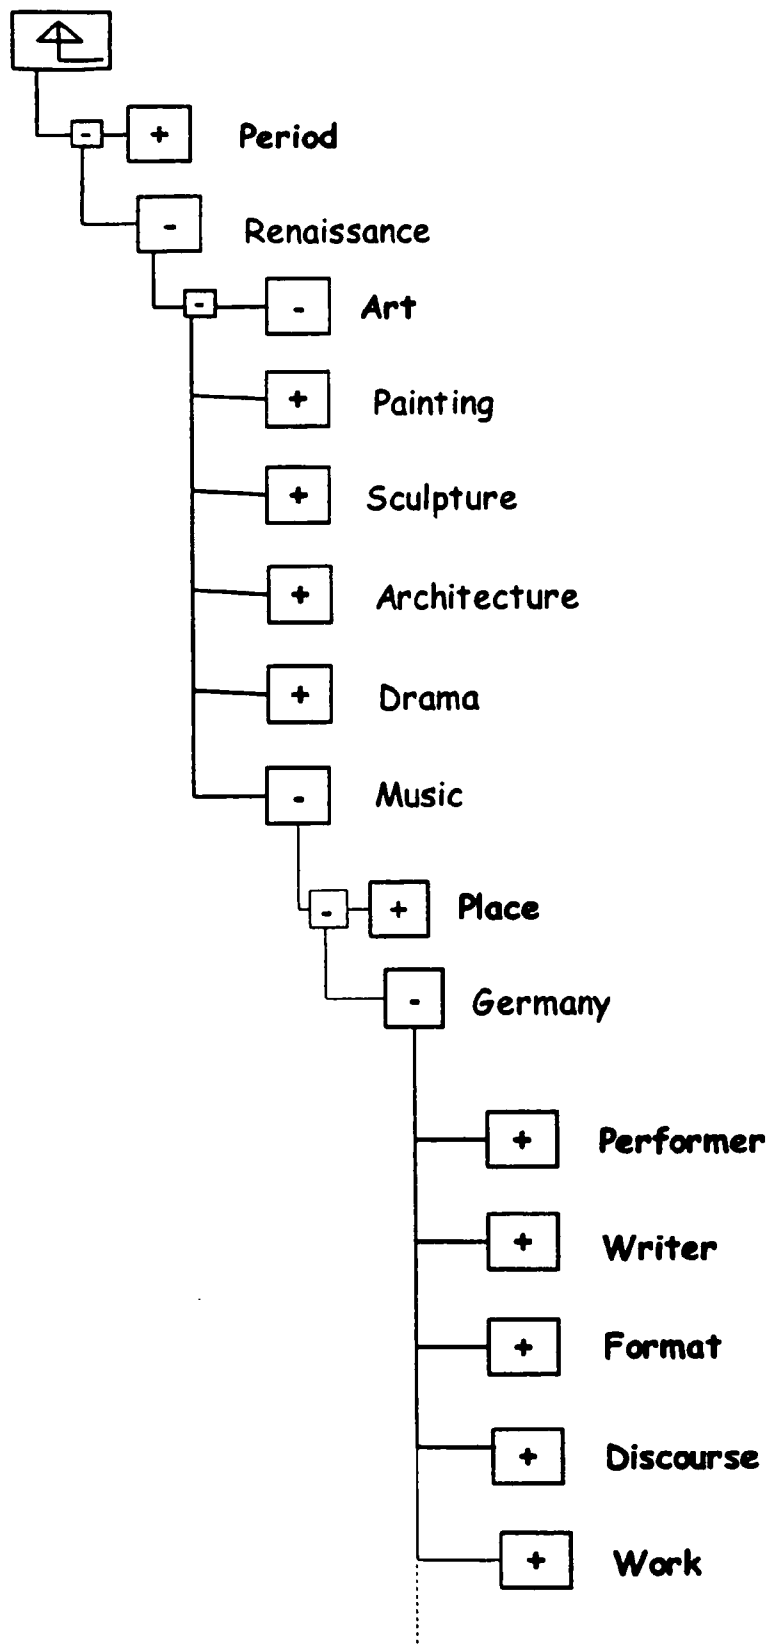 - + Period
- Renaissance
- - Art
+ Painting
+ Sculpture
+ Architecture
+ Drama
- Music
- + Place
- Germany
+ Performer
+ Writer
+ Format
+ Discourse
+ Work